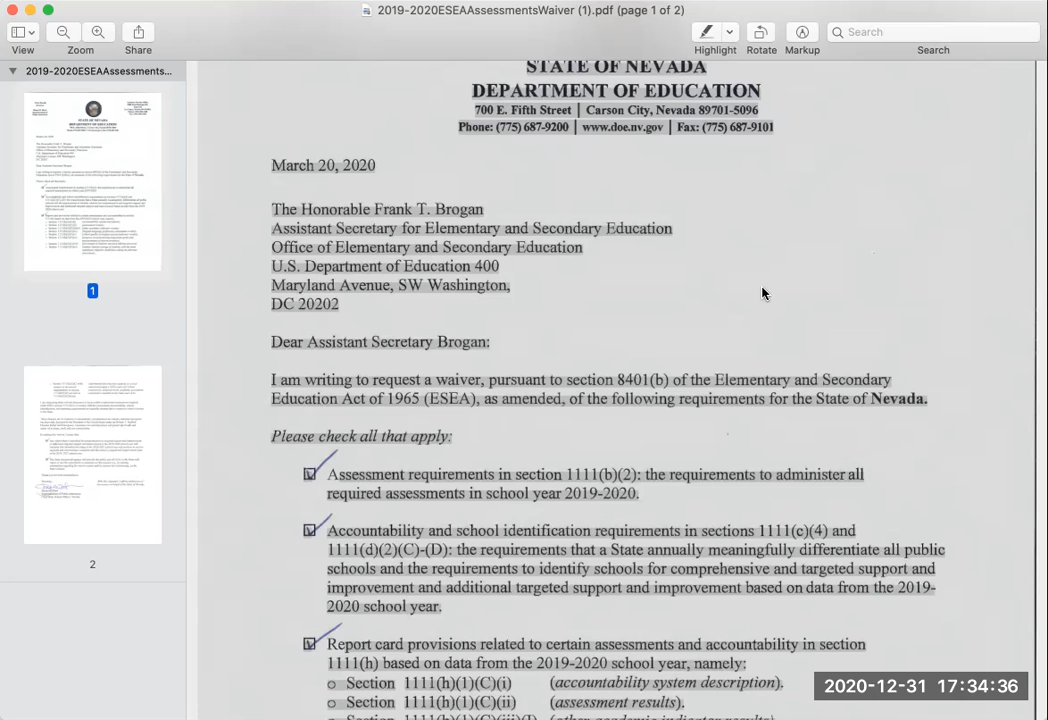 2019-2020ESEAAssessmentsWaiver (1).pdf (page 1 of 2)
View
Zoom
Share
Highlight
Rotate
Markup
Search
Search
2019-2020ESEAAssessments...
1
2
STATE OF NEVADA
DEPARTMENT OF EDUCATION
700 E. Fifth Street | Carson City, Nevada 89701-5096
Phone: (775) 687-9200 | www.doe.nv.gov | Fax: (775) 687-9101
March 20, 2020
The Honorable Frank T. Brogan
Assistant Secretary for Elementary and Secondary Education
Office of Elementary and Secondary Education
U.S. Department of Education 400
Maryland Avenue, SW Washington,
DC 20202
Dear Assistant Secretary Brogan:
I am writing to request a waiver, pursuant to section 8401(b) of the Elementary and Secondary
Education Act of 1965 (ESEA), as amended, of the following requirements for the State of Nevada.
Please check all that apply:
Assessment requirements in section 1111(b)(2): the requirements to administer all
required assessments in school year 2019-2020.
Accountability and school identification requirements in sections 1111(c)(4) and
1111(d)(2)(C)-(D): the requirements that a State annually meaningfully differentiate all public
schools and the requirements to identify schools for comprehensive and targeted support and
improvement and additional targeted support and improvement based on data from the 2019-
2020 school year.
Report card provisions related to certain assessments and accountability in section
1111(h) based on data from the 2019-2020 school year, namely:
o Section 1111(h)(1)(C)(i) (accountability system description).
o Section 1111(h)(1)(C)(ii) (assessment results).
o Section 1111(h)(1)(C)(iii)(I) (other academic indicator results)
2020-12-31 17:34:36